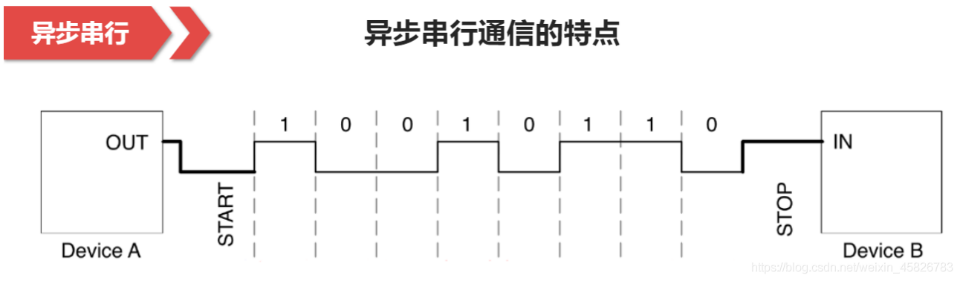 异步串行
异步串行通信的特点
1 0 0 1 0 1 1 0
OUT
IN
START
STOP
Device A
Device B
https://blog.csdn.net/weixin_45626783